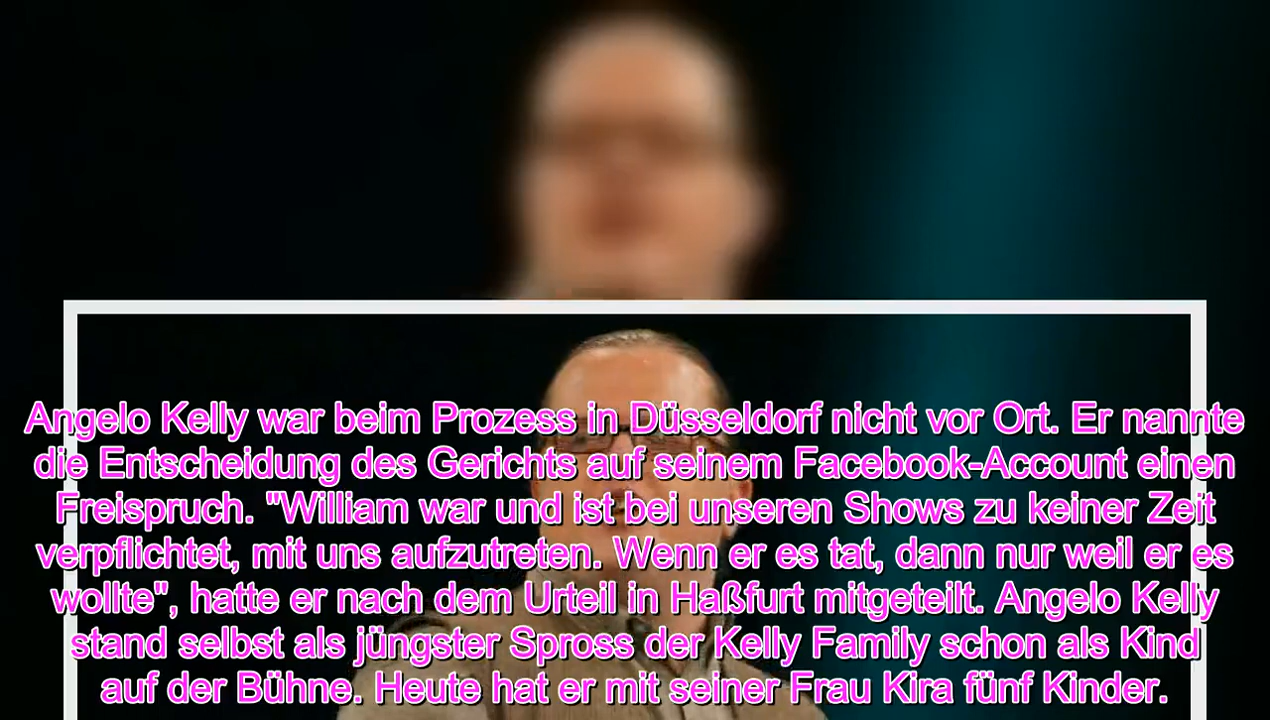 Angelo Kelly war beim Prozess in Düsseldorf nicht vor Ort. Er nannte
die Entscheidung des Gerichts auf seinem Facebook-Account einen
Freispruch. "William war und ist bei unseren Shows zu keiner Zeit
verpflichtet, mit uns aufzutreten. Wenn er es tat, dann nur weil er es
wollte", hatte er nach dem Urteil in Haßfurt mitgeteilt. Angelo Kelly
stand selbst als jüngster Spross der Kelly Family schon als Kind
auf der Bühne. Heute hat er mit seiner Frau Kira fünf Kinder.